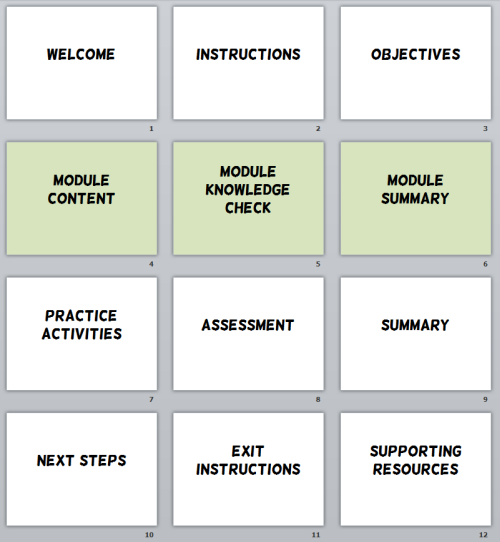 WELCOME
1
INSTRUCTIONS
2
OBJECTIVES
3
MODULE
CONTENT
4
MODULE
KNOWLEDGE
CHECK
5
MODULE
SUMMARY
6
PRACTICE
ACTIVITIES
7
ASSESSMENT
8
SUMMARY
9
NEXT STEPS
10
EXIT
INSTRUCTIONS
11
SUPPORTING
RESOURCES
12